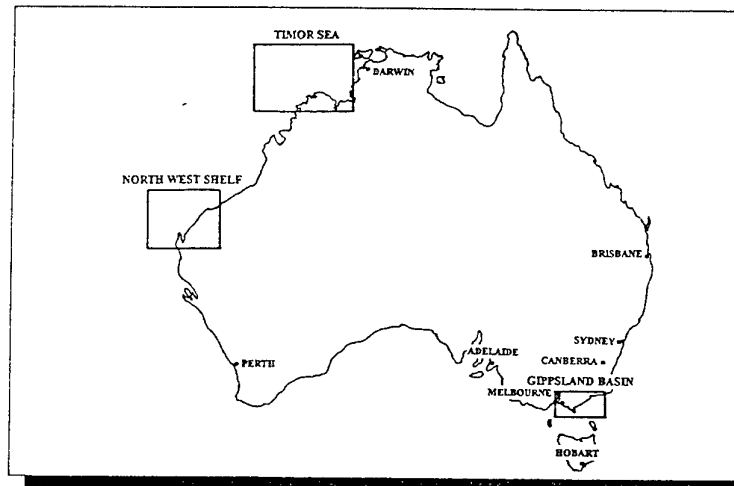 TIMOR SEA
DARWIN
NORTH WEST SHELF
BRISBANE
SYDNEY
ADELAIDE
CANBERRA
PERTH
GIPPSLAND BASIN
MELBOURNE
HOBART